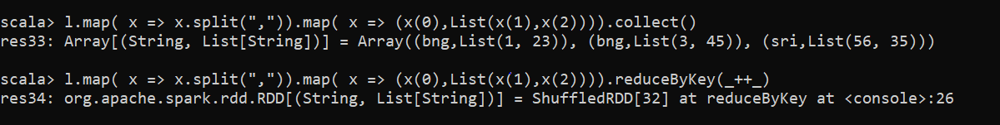 scala> l.map( x => x.split(",")).map( x => (x(0),List(x(1),x(2)))).collect()
res33: Array[(String, List[String])] = Array((bng,List(1, 23)), (bng,List(3, 45)), (sri,List(56, 35)))
scala> l.map( x => x.split(",")).map( x => (x(0),List(x(1),x(2)))).reduceByKey(_++_)
res34: org.apache.spark.rdd.RDD[(String, List[String])] = ShuffledRDD[32] at reduceByKey at <console>:26